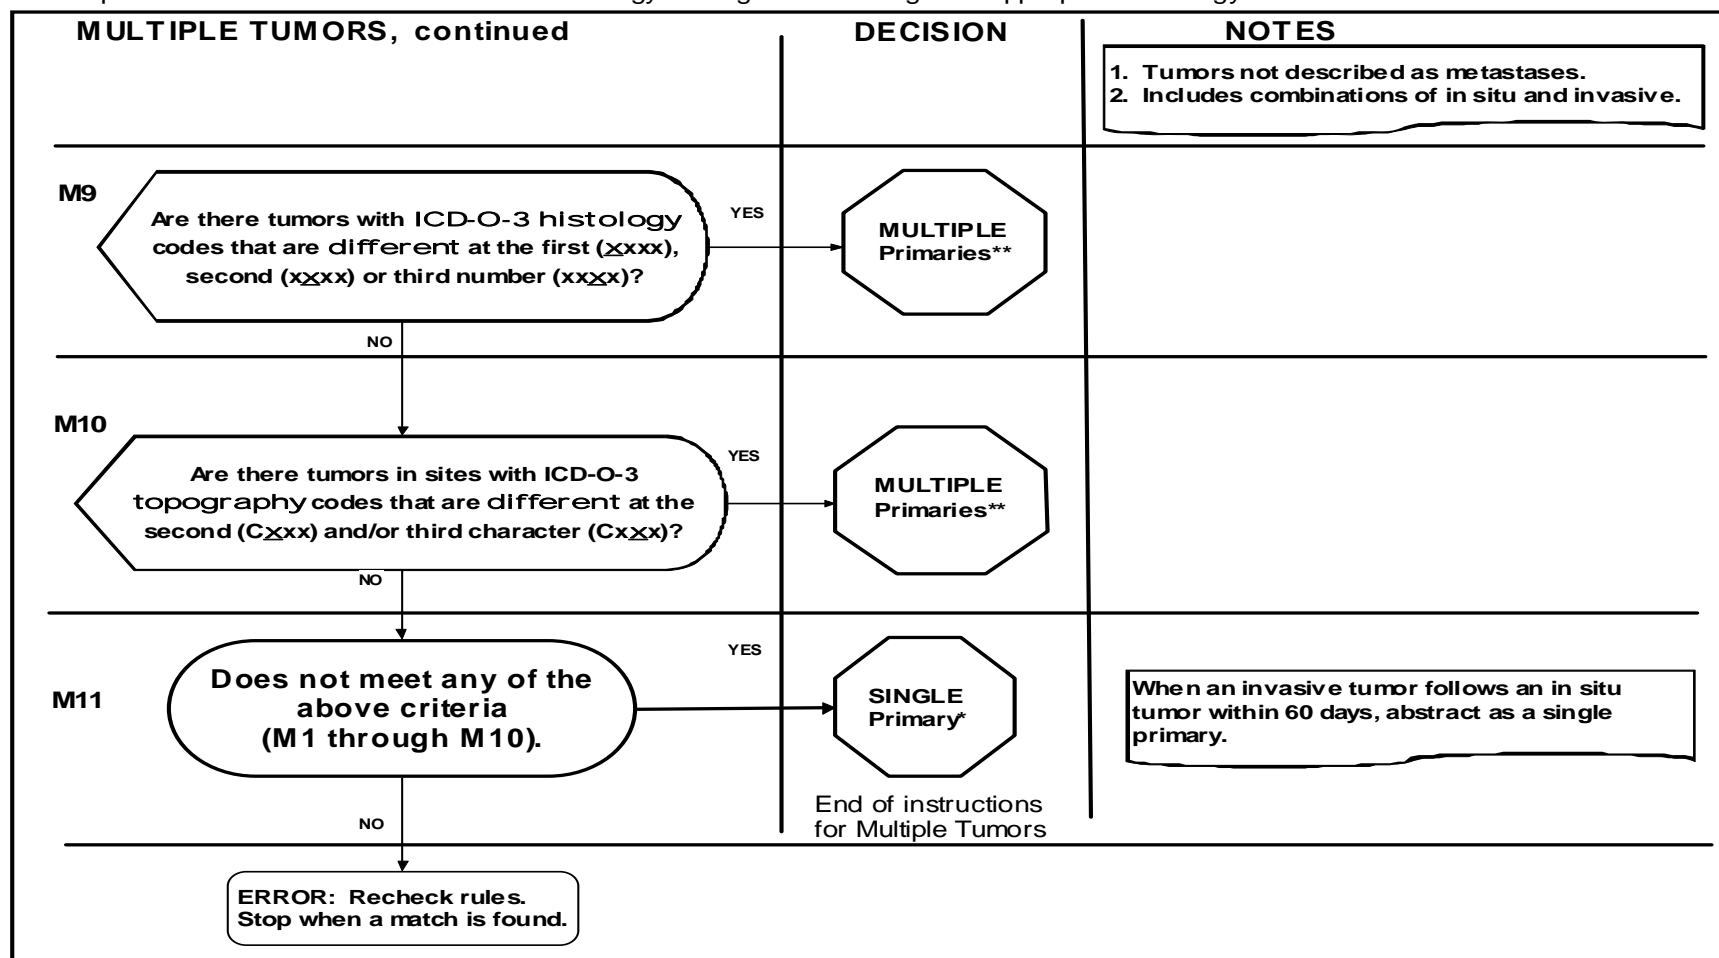 MULTIPLE TUMORS, continued
DECISION
NOTES
1. Tumors not described as metastases.
2. Includes combinations of in situ and invasive.
M9
Are there tumors with ICD-O-3 histology
codes that are different at the first (xxxx),
second (xxxx) or third number (xxxx)?
YES
MULTIPLE
Primaries**
NO
M10
Are there tumors in sites with ICD-O-3
topography codes that are different at the
second (Cxxx) and/or third character (Cxxx)?
YES
MULTIPLE
Primaries**
NO
M11
Does not meet any of the
above criteria
(M1 through M10).
YES
SINGLE
Primary*
When an invasive tumor follows an in situ
tumor within 60 days, abstract as a single
primary.
End of instructions
for Multiple Tumors
NO
ERROR: Recheck rules.
Stop when a match is found.